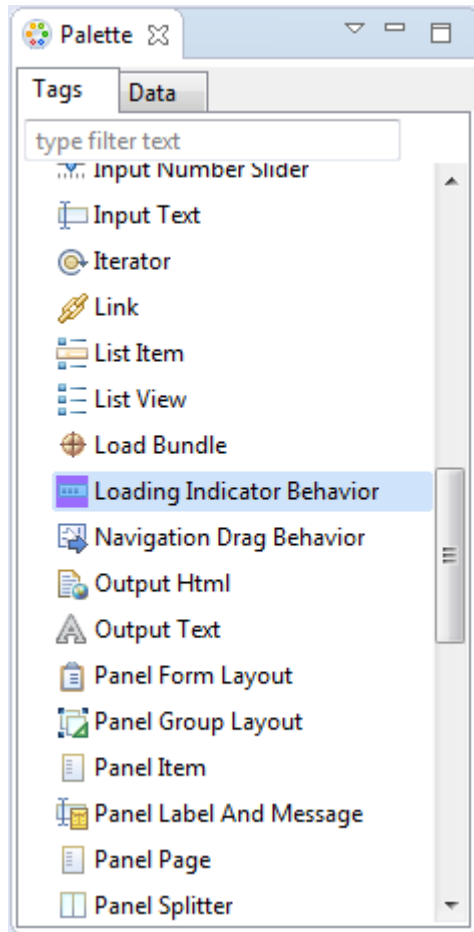 Palette
Tags Data
type filter text
Input Number Slider
Input Text
Iterator
Link
List Item
List View
Load Bundle
Loading Indicator Behavior
Navigation Drag Behavior
Output Html
Output Text
Panel Form Layout
Panel Group Layout
Panel Item
Panel Label And Message
Panel Page
Panel Splitter